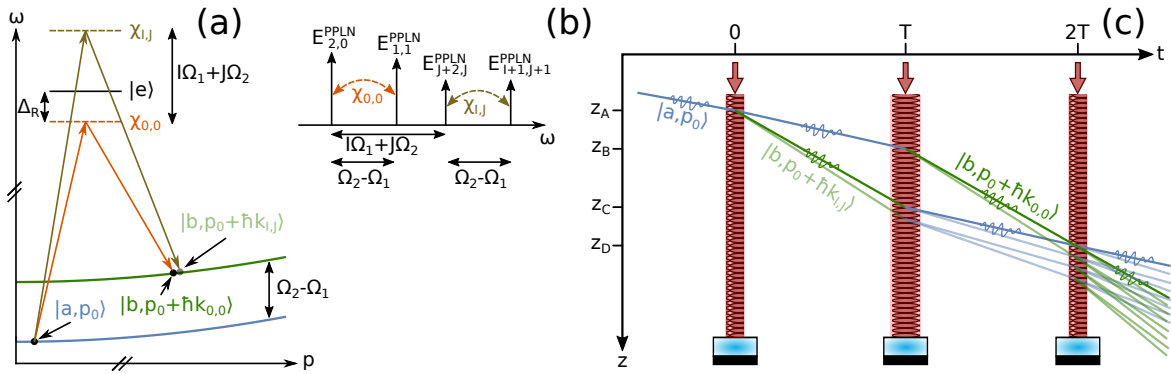 ω
χI,J
(a)
IΩ1+JΩ2
|e⟩
ΔR
χ0,0
|b,p0+ħkI,J⟩
|a,p0⟩
|b,p0+ħk0,0⟩
Ω2-Ω1
p
(b)
E2,0PPLN
E1,1PPLN
EJ+2,JPPLN
EI+1,J+1PPLN
χ0,0
χI,J
IΩ1+JΩ2
ω
Ω2-Ω1
Ω2-Ω1
(c)
0
T
2T
t
zA
zB
zC
zD
z
|a,p0⟩
|b,p0+ħkI,J⟩
|b,p0+ħk0,0⟩